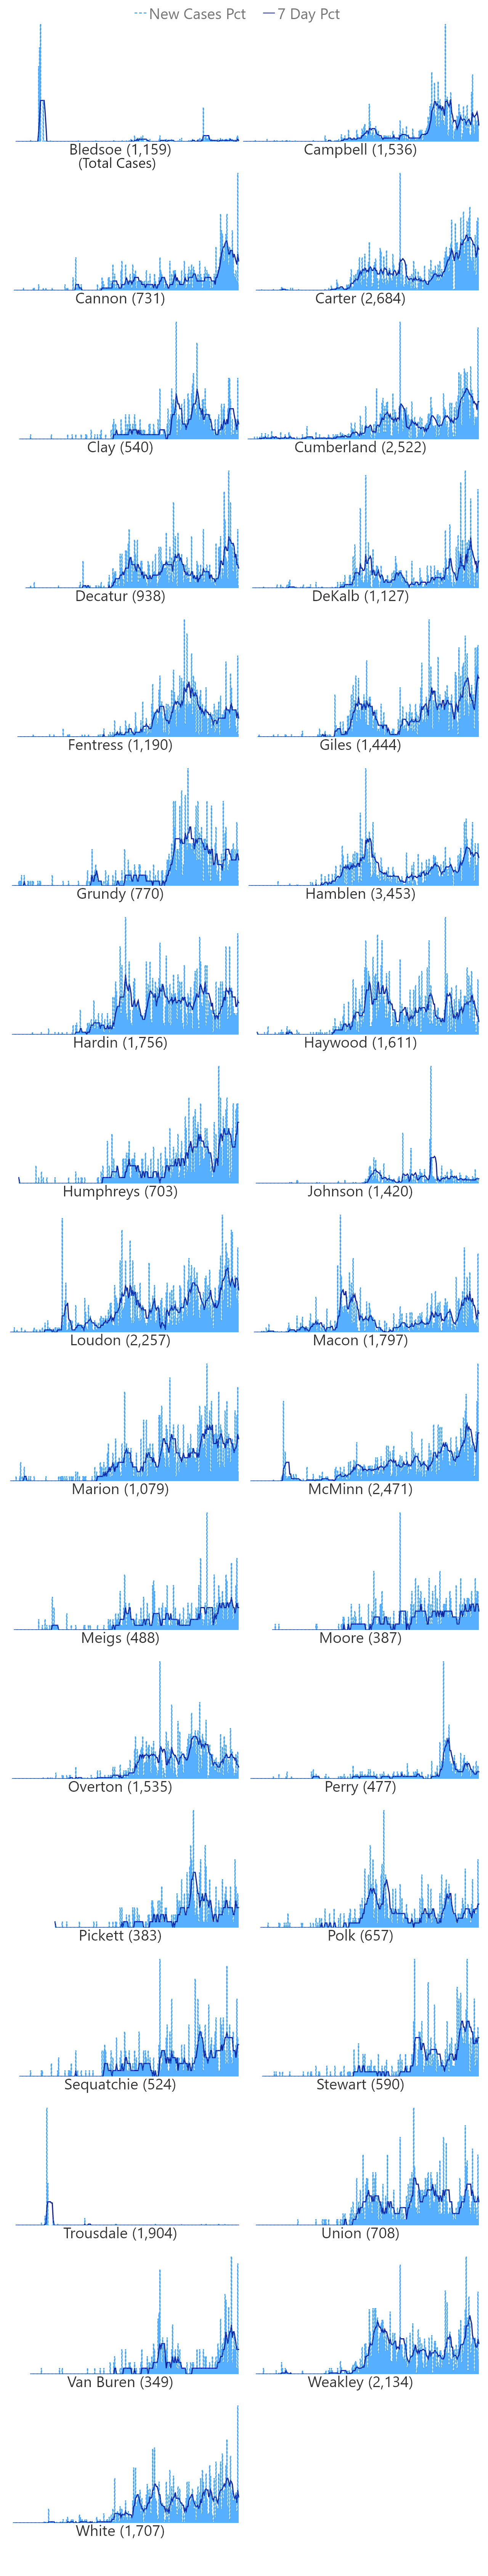 New Cases Pct 7 Day Pct
Bledsoe (1,159) Campbell (1,536)
(Total Cases)
Cannon (731) Carter (2,684)
Clay (540) Cumberland (2,522)
Decatur (938) DeKalb (1,127)
Fentress (1,190) Giles (1,444)
Grundy (770) Hamblen (3,453)
Hardin (1,756) Haywood (1,611)
Humphreys (703) Johnson (1,420)
Loudon (2,257) Macon (1,797)
Marion (1,079) McMinn (2,471)
Meigs (488) Moore (387)
Overton (1,535) Perry (477)
Pickett (383) Polk (657)
Sequatchie (524) Stewart (590)
Trousdale (1,904) Union (708)
Van Buren (349) Weakley (2,134)
White (1,707)